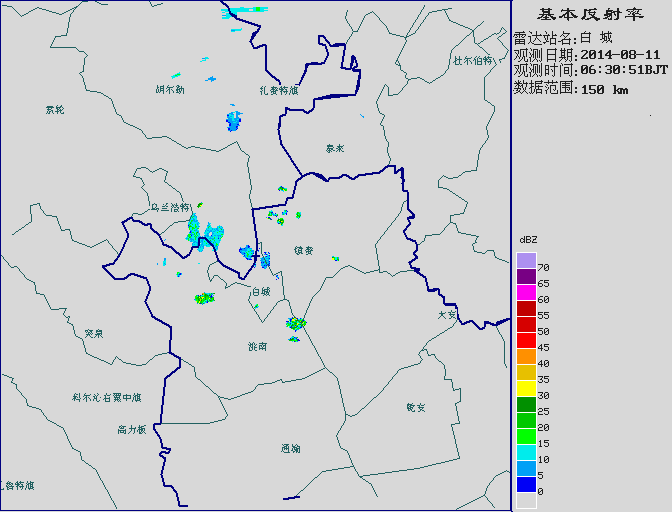 基本反射率
雷达站名:白 城
观测日期:2014-08-11
观测时间:06:30:51BJT
数据范围:150 km
杜尔伯特
胡尔勒
扎赉特旗
索轮
泰来
乌兰浩特
镇赉
白城
大安
突泉
洮南
科尔沁右翼中旗
乾安
高力板
通榆
鲁特旗
dBZ
70
65
60
55
50
45
40
35
30
25
20
15
10
5
0